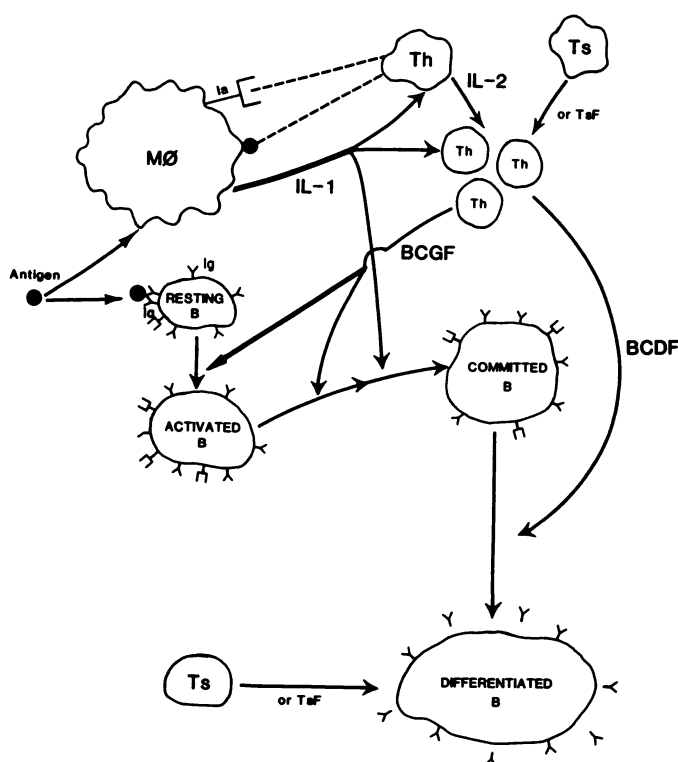 Th
Ts
Ia
IL-2
or TsF
MØ
Th
Th
IL-1
Th
BCGF
Antigen
Ig
RESTING
B
Ig
BCDF
COMMITTED
B
ACTIVATED
B
Ts
or TsF
DIFFERENTIATED
B